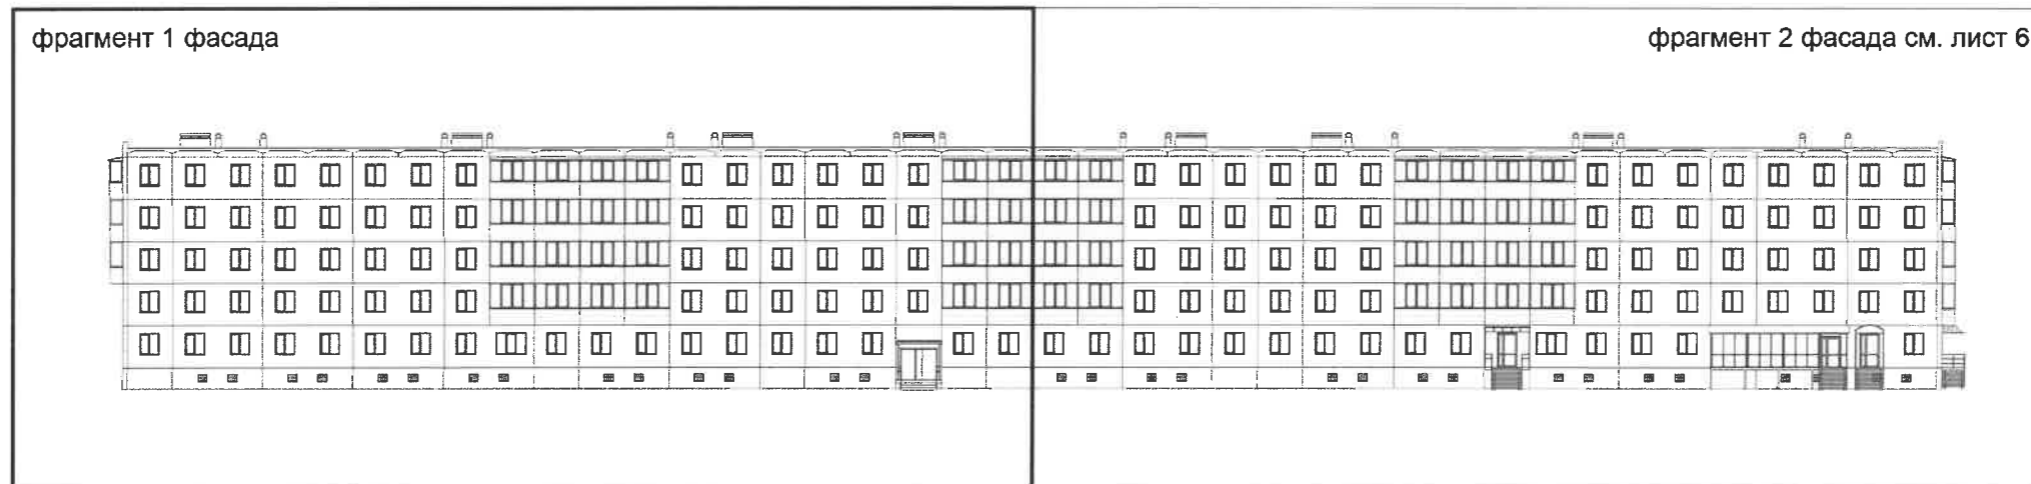 фрагмент 1 фасада
фрагмент 2 фасада см. лист 6